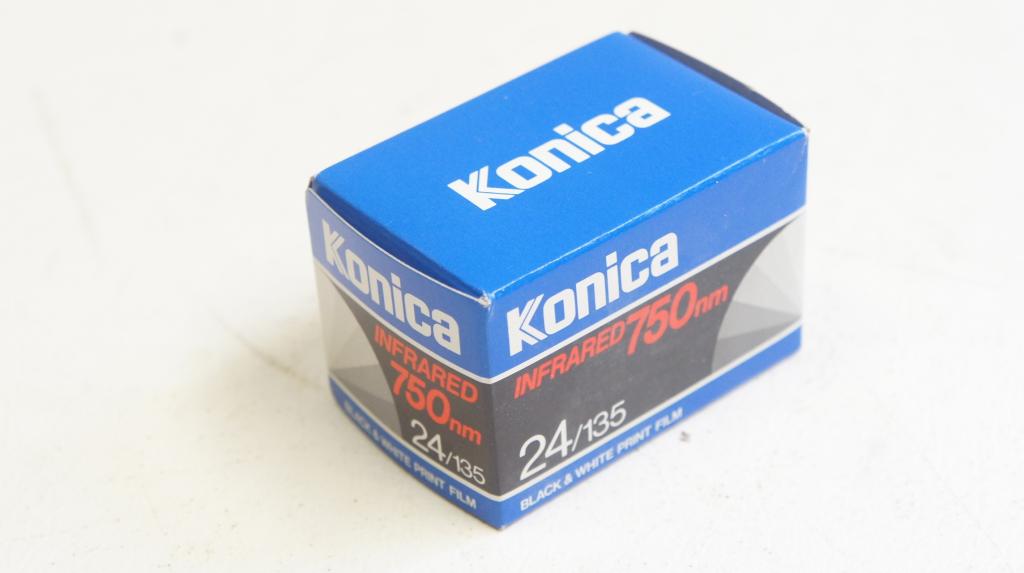 Konica
Konica
INFRARED
750nm
24/135
BLACK & WHITE PRINT FILM
Konica
INFRARED 750nm
24/135
BLACK & WHITE PRINT FILM